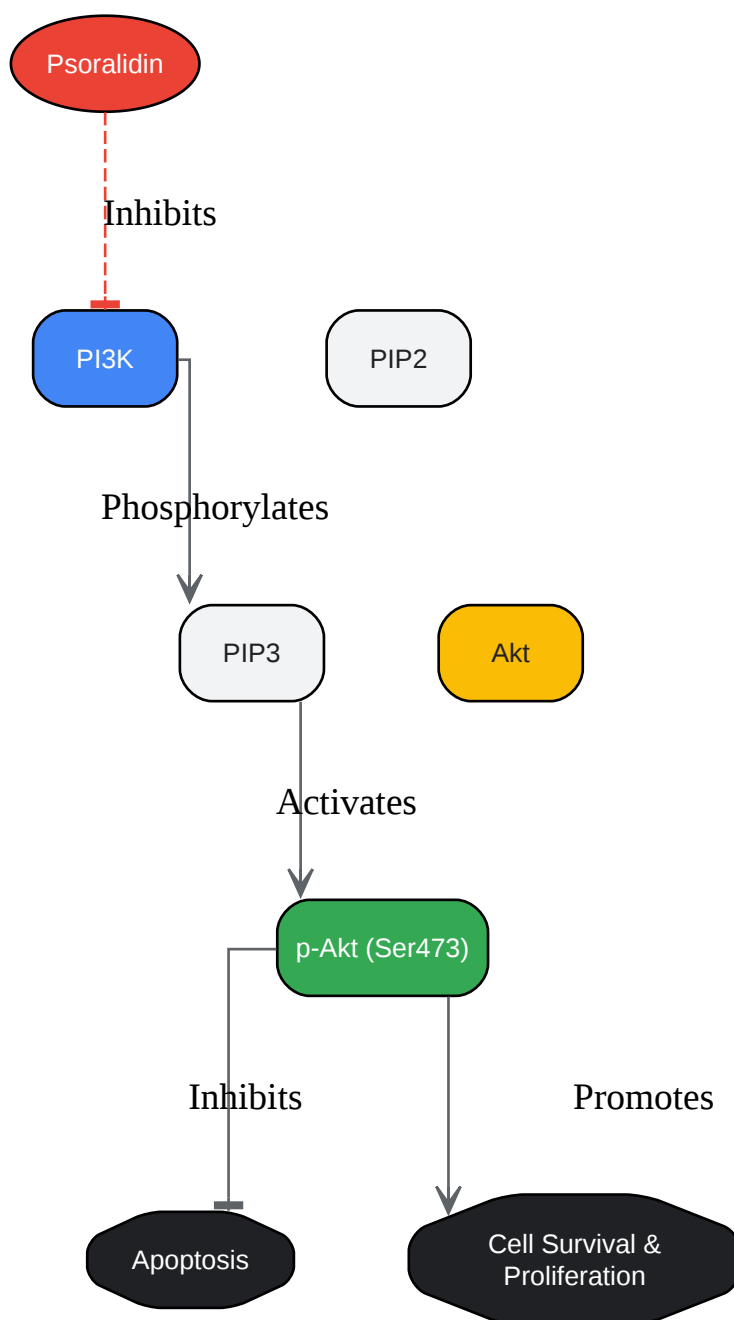 Psoralidin
Inhibits
PI3K
PIP2
Phosphorylates
PIP3
Akt
Activates
p-Akt (Ser473)
Inhibits
Promotes
Apoptosis
Cell Survival &
Proliferation